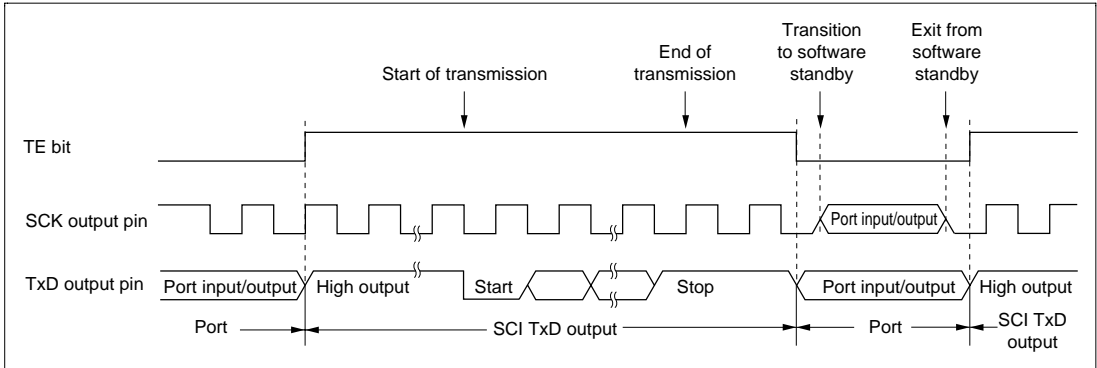 Transition
to software
standby
Exit from
software
standby
End of
transmission
Start of transmission
TE bit
SCK output pin
Port input/output
TxD output pin
Port input/output
High output
Start
Stop
Port input/output
High output
Port
SCI TxD output
Port
SCI TxD
output